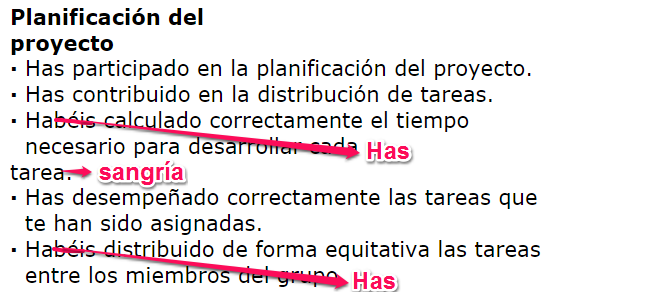 Planificación del
proyecto
· Has participado en la planificación del proyecto.
· Has contribuido en la distribución de tareas.
· Habéis calculado correctamente el tiempo
necesario para desarrollar cada Has
tarea. sangría
· Has desempeñado correctamente las tareas que
te han sido asignadas.
· Habéis distribuido de forma equitativa las tareas
entre los miembros del grupo. Has